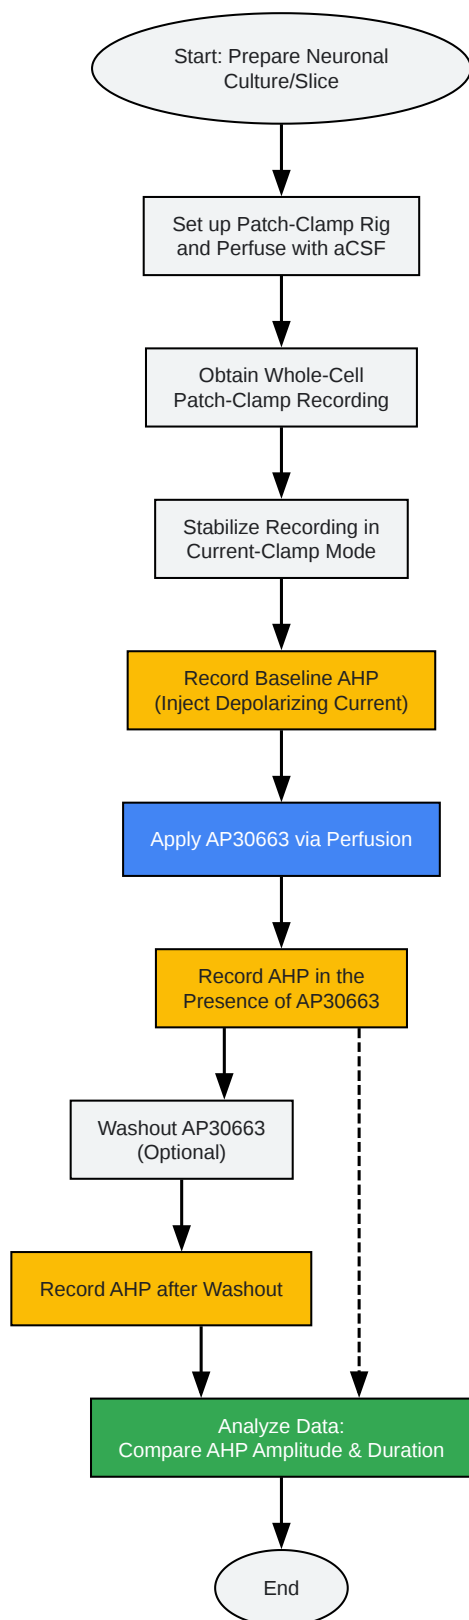 Start: Prepare Neuronal
Culture/Slice
Set up Patch-Clamp Rig
and Perfuse with aCSF
Obtain Whole-Cell
Patch-Clamp Recording
Stabilize Recording in
Current-Clamp Mode
Record Baseline AHP
(Inject Depolarizing Current)
Apply AP30663 via Perfusion
Record AHP in the
Presence of AP30663
Washout AP30663
(Optional)
Record AHP after Washout
Analyze Data:
Compare AHP Amplitude & Duration
End